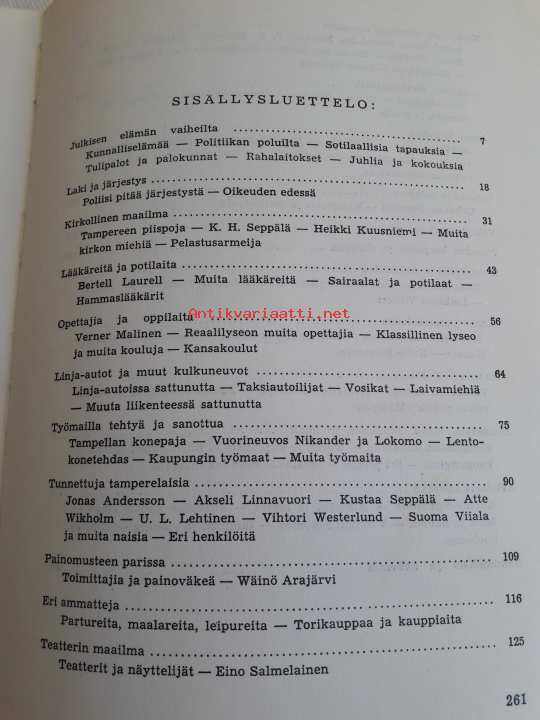 SISÄLLYSLUETTELO:
Julkisen elämän vaiheilta ........ 7
Kunnalliselämää — Politiikan poluilta — Sotilaallisia tapauksia —
Tulipalot ja palokunnat — Rahalaitokset — Juhlia ja kokouksia
Laki ja järjestys ........ 18
Poliisi pitää järjestystä — Oikeuden edessä
Kirkollinen maailma ........ 31
Tampereen piispoja — K. H. Seppälä — Heikki Kuusniemi — Muita
kirkon miehiä — Pelastusarmeija
Lääkäreitä ja potilaita ........ 43
Bertell Laurell — Muita lääkäreitä — Sairaalat ja potilaat —
Hammaslääkärit
Antikvariaatti.net
Opettajia ja oppilaita ........ 56
Verner Malinen — Reaalilyseon muita opettajia — Klassillinen lyseo
ja muita kouluja — Kansakoulut
Linja-autot ja muut kulkuneuvot ........ 64
Linja-autoissa sattunutta — Taksiautoilijat — Vosikat — Laivamiehiä
— Muuta liikenteessä sattunutta
Työmailla tehtyä ja sanottua ........ 75
Tampellan konepaja — Vuorineuvos Nikander ja Lokomo — Lento-
konetehdas — Kaupungin työmaat — Muita työmaita
Tunnettuja tamperelaisia ........ 90
Jonas Andersson — Akseli Linnavuori — Kustaa Seppälä — Atte
Wikholm — U. L. Lehtinen — Vihtori Westerlund — Suoma Viiala
ja muita naisia — Eri henkilöitä
Painomusteen parissa ........ 109
Toimittajia ja painoväkeä — Wäinö Arajärvi
Eri ammatteja ........ 116
Partureita, maalareita, leipureita — Torikauppaa ja kauppiaita
Teatterin maailma ........ 125
Teatterit ja näyttelijät — Eino Salmelainen
261